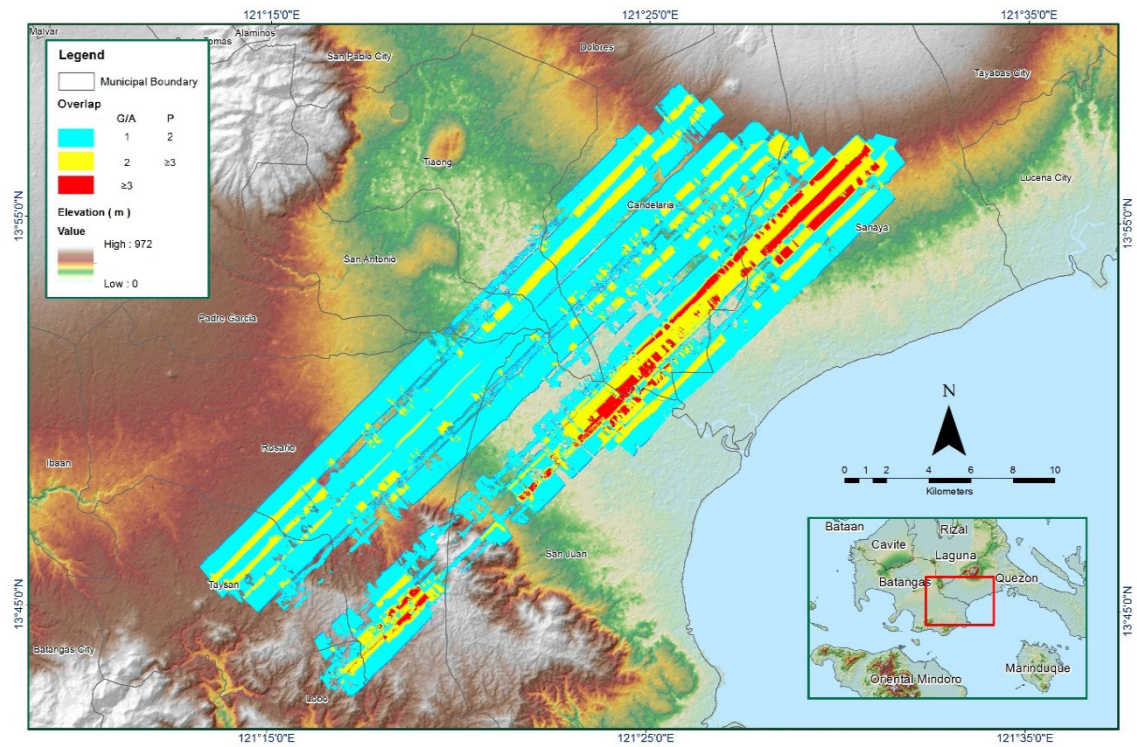 121°15'0"E 121°25'0"E 121°35'0"E
Malvar
Alaminos
Tomas
San Pablo City
Dolores
Tayabas City
Legend
Municipal Boundary
Overlap
G/A P
1 2
2 ≥3
≥3
Elevation ( m )
Value
High : 972
Low : 0
Tiaong
Lucena City
Candelaria
13°55'0"N
13°55'0"N
Sariaya
San Antonio
Padre Garcia
N
Rosario
Ibaan
0 1 2 4 6 8 10
Kilometers
San Juan
Taysan
Bataan
Rizal
Cavite
Laguna
Batangas
Quezon
Marinduque
Oriental Mindoro
13°45'0"N
13°45'0"N
Batangas City
Lobo
121°15'0"E 121°25'0"E 121°35'0"E